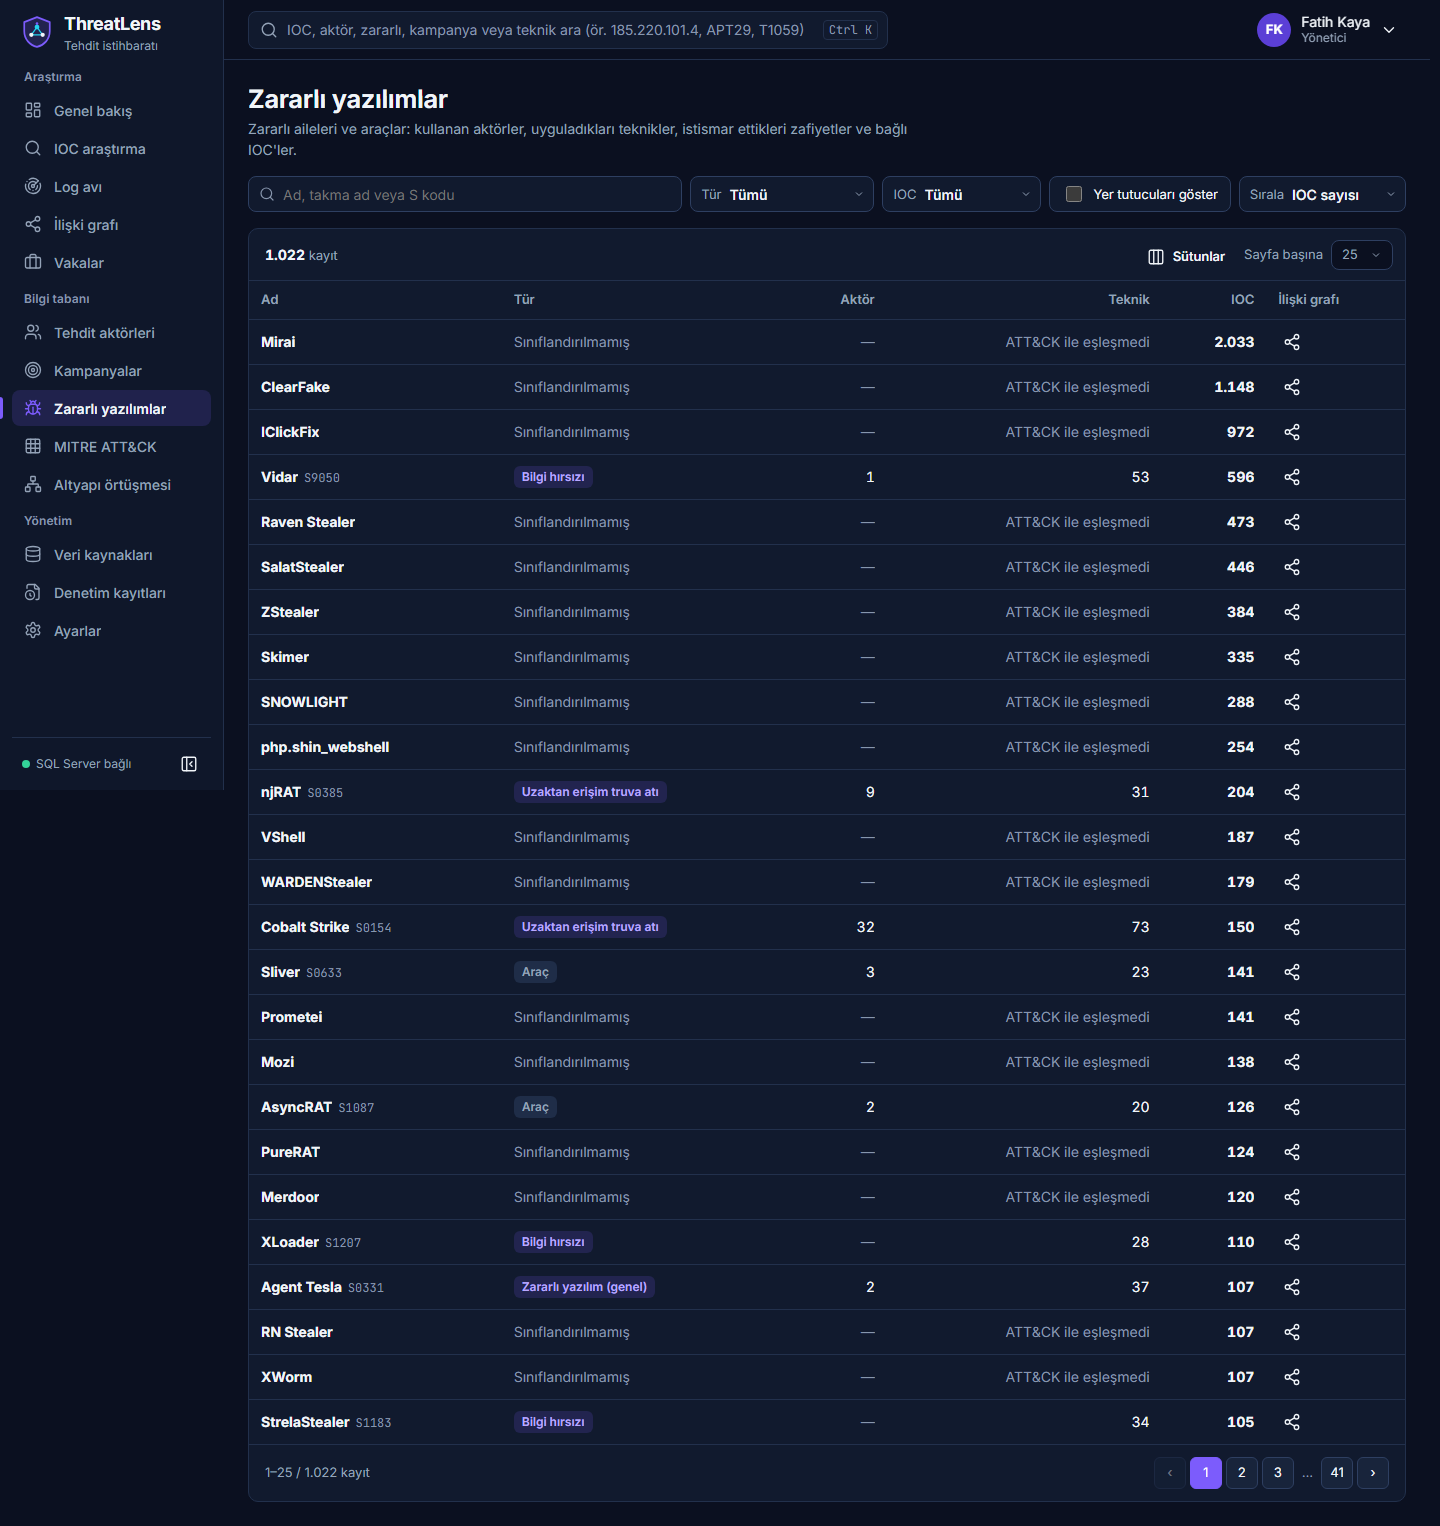 ThreatLens
Tehdit istihbaratı
Araştırma
Genel bakış
IOC araştırma
Log avı
İlişki grafı
Vakalar
Bilgi tabanı
Tehdit aktörleri
Kampanyalar
Zararlı yazılımlar
MITRE ATT&CK
Altyapı örtüşmesi
Yönetim
Veri kaynakları
Denetim kayıtları
Ayarlar
SQL Server bağlı
IOC, aktör, zararlı, kampanya veya teknik ara (ör. 185.220.101.4, APT29, T1059) Ctrl K
FK Fatih Kaya
Yönetici
Zararlı yazılımlar
Zararlı aileleri ve araçlar: kullanan aktörler, uyguladıkları teknikler, istismar ettikleri zafiyetler ve bağlı
IOC'ler.
Ad, takma ad veya S kodu Tür Tümü IOC Tümü Yer tutucuları göster Sırala IOC sayısı
1.022 kayıt Sütunlar Sayfa başına 25
Ad Tür Aktör Teknik IOC İlişki grafı
Mirai Sınıflandırılmamış — ATT&CK ile eşleşmedi 2.033
ClearFake Sınıflandırılmamış — ATT&CK ile eşleşmedi 1.148
IClickFix Sınıflandırılmamış — ATT&CK ile eşleşmedi 972
Vidar S9050 Bilgi hırsızı 1 53 596
Raven Stealer Sınıflandırılmamış — ATT&CK ile eşleşmedi 473
SalatStealer Sınıflandırılmamış — ATT&CK ile eşleşmedi 446
ZStealer Sınıflandırılmamış — ATT&CK ile eşleşmedi 384
Skimer Sınıflandırılmamış — ATT&CK ile eşleşmedi 335
SNOWLIGHT Sınıflandırılmamış — ATT&CK ile eşleşmedi 288
php.shin_webshell Sınıflandırılmamış — ATT&CK ile eşleşmedi 254
njRAT S0385 Uzaktan erişim truva atı 9 31 204
VShell Sınıflandırılmamış — ATT&CK ile eşleşmedi 187
WARDENStealer Sınıflandırılmamış — ATT&CK ile eşleşmedi 179
Cobalt Strike S0154 Uzaktan erişim truva atı 32 73 150
Sliver S0633 Araç 3 23 141
Prometei Sınıflandırılmamış — ATT&CK ile eşleşmedi 141
Mozi Sınıflandırılmamış — ATT&CK ile eşleşmedi 138
AsyncRAT S1087 Araç 2 20 126
PureRAT Sınıflandırılmamış — ATT&CK ile eşleşmedi 124
Merdoor Sınıflandırılmamış — ATT&CK ile eşleşmedi 120
XLoader S1207 Bilgi hırsızı — 28 110
Agent Tesla S0331 Zararlı yazılım (genel) 2 37 107
RN Stealer Sınıflandırılmamış — ATT&CK ile eşleşmedi 107
XWorm Sınıflandırılmamış — ATT&CK ile eşleşmedi 107
StrelaStealer S1183 Bilgi hırsızı — 34 105
1–25 / 1.022 kayıt ‹ 1 2 3 … 41 ›